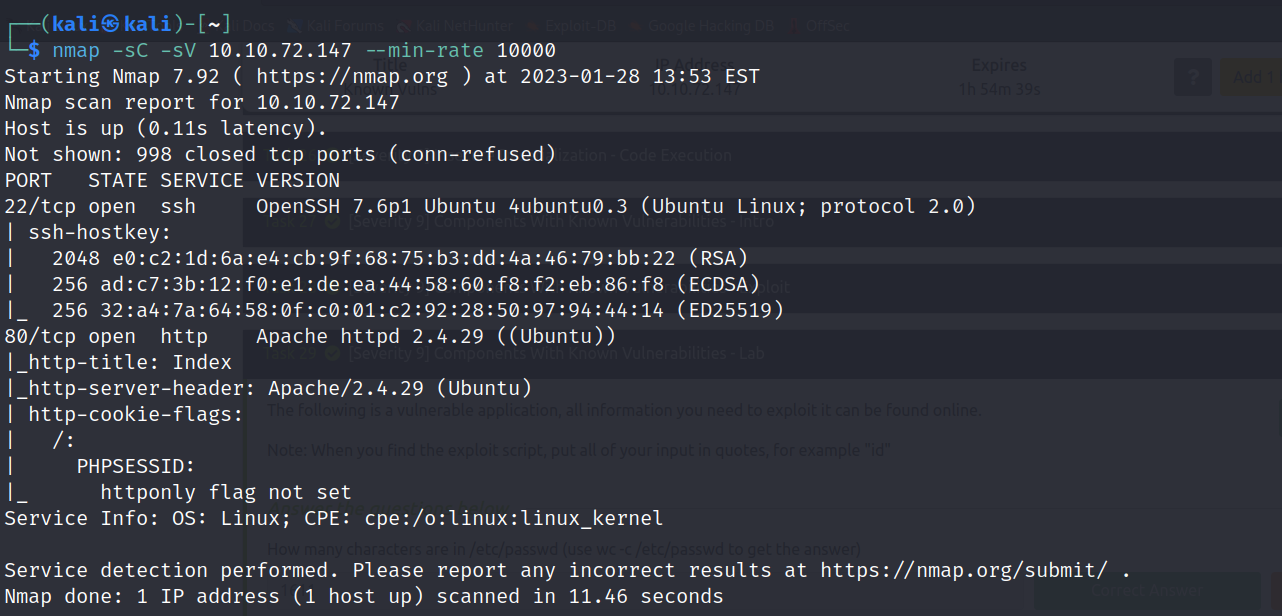 ┌──(kali㉿kali)-[~]
Docs Kali Forums Kali NetHunter Exploit-DB Google Hacking DB OffSec
└─$ nmap -sC -sV 10.10.72.147 --min-rate 10000
Title IP Address Expires
Starting Nmap 7.92 ( https://nmap.org ) at 2023-01-28 13:53 EST
Known Vulns 10.10.72.147 1h 54m 39s ? Add 1
Nmap scan report for 10.10.72.147
Host is up (0.11s latency).
Not shown: 998 closed tcp ports (conn-refused)
- Code Execution
PORT   STATE SERVICE VERSION
22/tcp open  ssh     OpenSSH 7.6p1 Ubuntu 4ubuntu0.3 (Ubuntu Linux; protocol 2.0)
[Severity 9] Components With Known Vulnerabilities - Intro
| ssh-hostkey:
|   2048 e0:c2:1d:6a:e4:cb:9f:68:75:b3:dd:4a:46:79:bb:22 (RSA)
|   256 ad:c7:3b:12:f0:e1:de:ea:44:58:60:f8:f2:eb:86:f8 (ECDSA)
|_  256 32:a4:7a:64:58:0f:c0:01:c2:92:28:50:97:94:44:14 (ED25519)
80/tcp open  http    Apache httpd 2.4.29 ((Ubuntu))
[Severity 9] Components With Known Vulnerabilities - Lab
|_http-title: Index
|_http-server-header: Apache/2.4.29 (Ubuntu)
The following is a vulnerable application, all information you need to exploit it can be found online.
| http-cookie-flags:
|   /:
Note: When you find the exploit script, put all of your input in quotes, for example "id"
|     PHPSESSID:
|_      httponly flag not set
Service Info: OS: Linux; CPE: cpe:/o:linux:linux_kernel
How many characters are in /etc/passwd (use wc -c /etc/passwd to get the answer)
Service detection performed. Please report any incorrect results at https://nmap.org/submit/ .
Correct Answer
Nmap done: 1 IP address (1 host up) scanned in 11.46 seconds